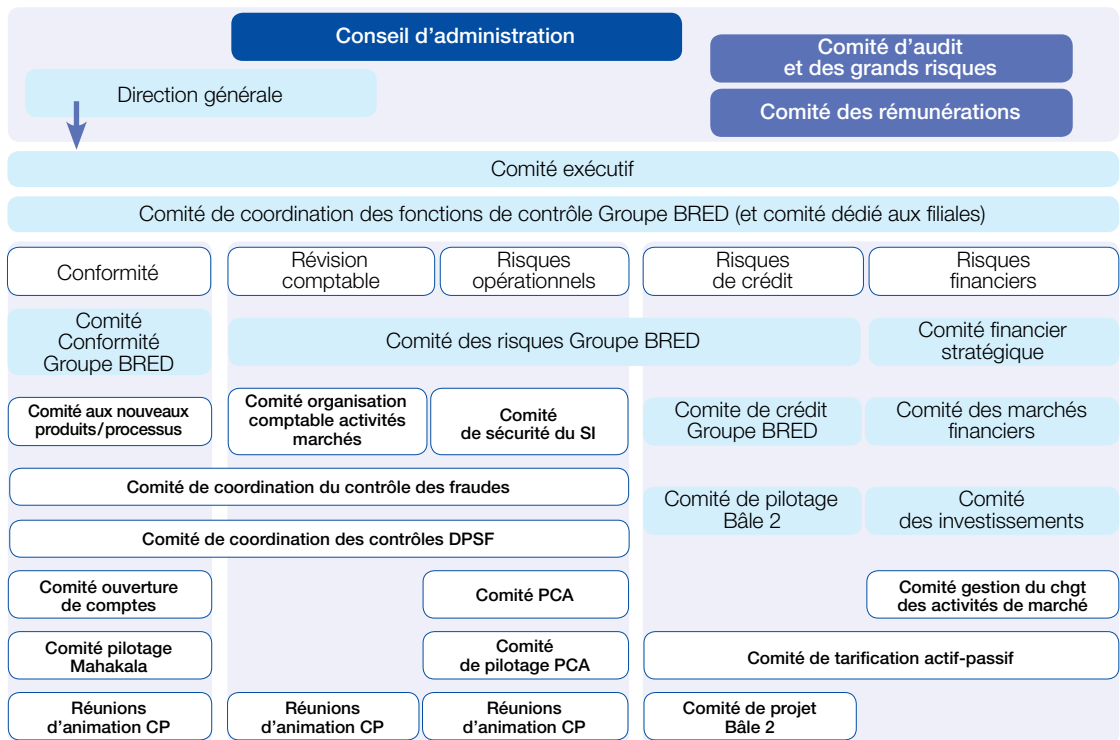 Conseil d'administration
Comité d'audit
et des grands risques
Direction générale
Comité des rémunérations
Comité exécutif
Comité de coordination des fonctions de contrôle Groupe BRED (et comité dédié aux filiales)
Conformité
Révision
comptable
Risques
opérationnels
Risques
de crédit
Risques
financiers
Comité
Conformité
Groupe BRED
Comité des risques Groupe BRED
Comité financier
stratégique
Comité aux nouveaux
produits/processus
Comité organisation
comptable activités
marchés
Comité
de sécurité du SI
Comite de crédit
Groupe BRED
Comité des marchés
financiers
Comité de coordination du contrôle des fraudes
Comité de coordination des contrôles DPSF
Comité de pilotage
Bâle 2
Comité
des investissements
Comité ouverture
de comptes
Comité PCA
Comité gestion du chgt
des activités de marché
Comité pilotage
Mahakala
Comité
de pilotage PCA
Comité de tarification actif-passif
Réunions
d'animation CP
Réunions
d'animation CP
Réunions
d'animation CP
Comité de projet
Bâle 2